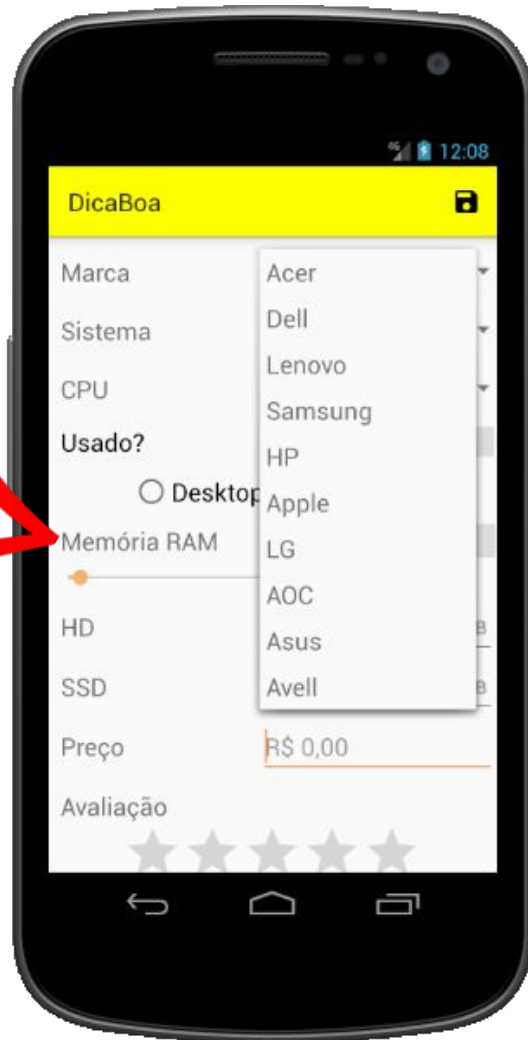 4G 12:08
DicaBoa
Marca Acer
Dell
Sistema
Lenovo
CPU
Samsung
Usado?
HP
Desktop
Apple
Memória RAM
LG
AOC
HD B
Asus
SSD Avell B
Preço R$ 0,00
Avaliação